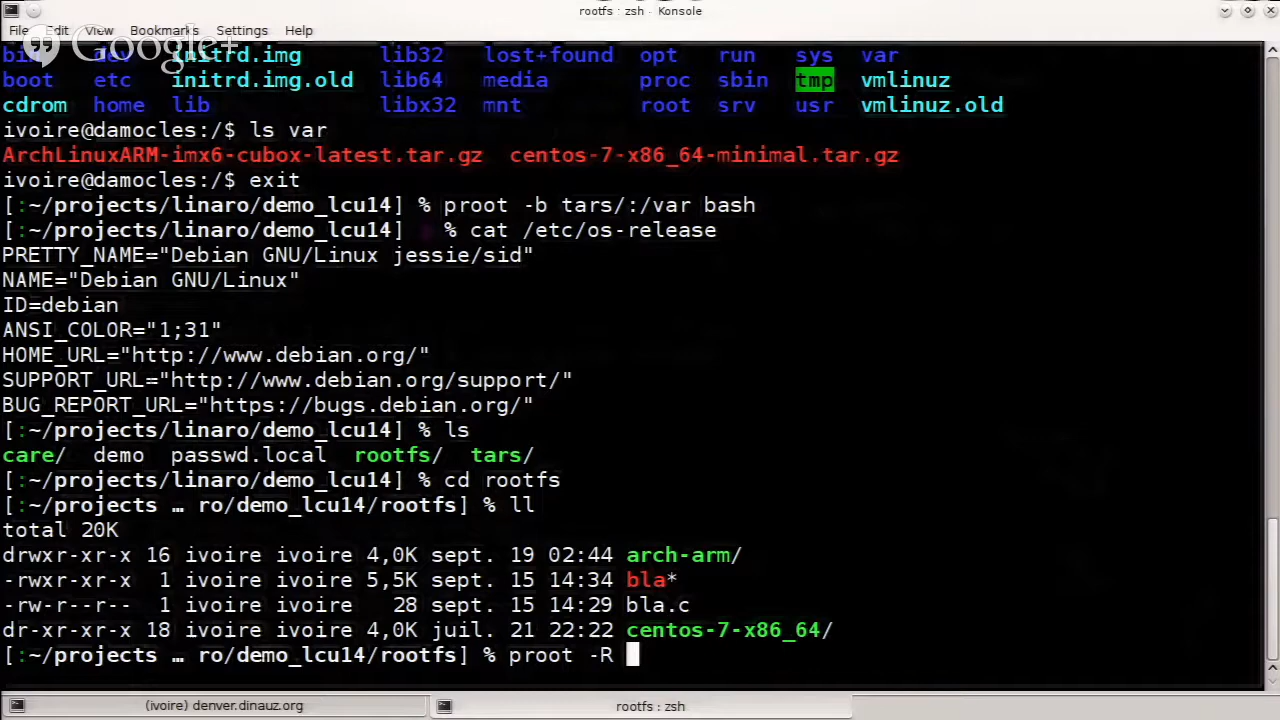 rootfs : zsh - Konsole
File Edit View Bookmarks Settings Help
Google+
bin dev initrd.img lib32 lost+found opt run sys var
boot etc initrd.img.old lib64 media proc sbin tmp vmlinuz
cdrom home lib libx32 mnt root srv usr vmlinuz.old
ivoire@damocles:/$ ls var
ArchLinuxARM-imx6-cubox-latest.tar.gz centos-7-x86_64-minimal.tar.gz
ivoire@damocles:/$ exit
[:~/projects/linaro/demo_lcu14] % proot -b tars/:/var bash
[:~/projects/linaro/demo_lcu14] % cat /etc/os-release
PRETTY_NAME="Debian GNU/Linux jessie/sid"
NAME="Debian GNU/Linux"
ID=debian
ANSI_COLOR="1;31"
HOME_URL="http://www.debian.org/"
SUPPORT_URL="http://www.debian.org/support/"
BUG_REPORT_URL="https://bugs.debian.org/"
[:~/projects/linaro/demo_lcu14] % ls
care/ demo passwd.local rootfs/ tars/
[:~/projects/linaro/demo_lcu14] % cd rootfs
[:~/projects … ro/demo_lcu14/rootfs] % ll
total 20K
drwxr-xr-x 16 ivoire ivoire 4,0K sept. 19 02:44 arch-arm/
-rwxr-xr-x 1 ivoire ivoire 5,5K sept. 15 14:34 bla*
-rw-r--r-- 1 ivoire ivoire 28 sept. 15 14:29 bla.c
dr-xr-xr-x 18 ivoire ivoire 4,0K juil. 21 22:22 centos-7-x86_64/
[:~/projects … ro/demo_lcu14/rootfs] % proot -R
(ivoire) denver.dinauz.org
rootfs : zsh